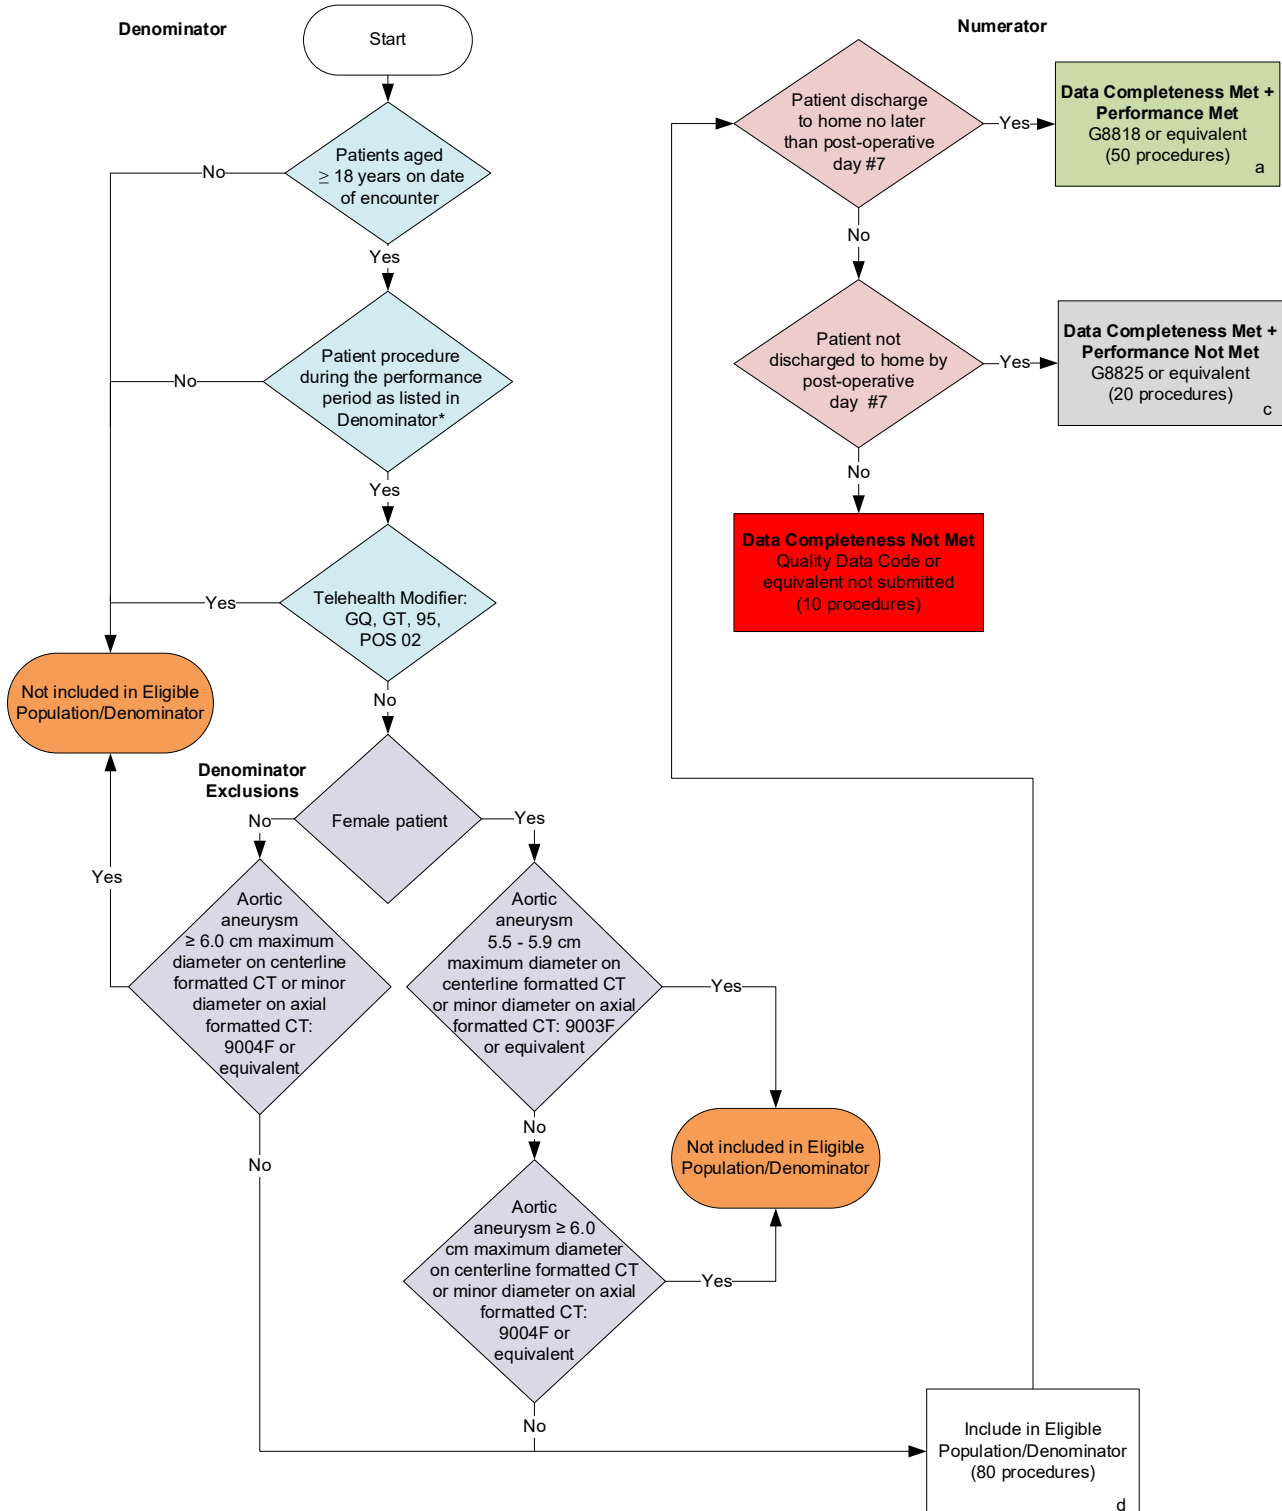 Denominator
Start
Patients aged
≥ 18 years on date
of encounter
No
Yes
Patient procedure
during the performance
period as listed in
Denominator*
No
Yes
Telehealth Modifier:
GQ, GT, 95,
POS 02
Yes
No
Not included in Eligible
Population/Denominator
Denominator
Exclusions
Female patient
No
Yes
Yes
Aortic
aneurysm
≥ 6.0 cm maximum
diameter on centerline
formatted CT or minor
diameter on axial
formatted CT:
9004F or
equivalent
No
Aortic
aneurysm
5.5 - 5.9 cm
maximum diameter on
centerline formatted CT
or minor diameter on axial
formatted CT: 9003F
or equivalent
Yes
No
Not included in Eligible
Population/Denominator
Aortic
aneurysm ≥ 6.0
cm maximum diameter
on centerline formatted CT
or minor diameter on axial
formatted CT:
9004F or
equivalent
Yes
No
Include in Eligible
Population/Denominator
(80 procedures)
d
Numerator
Patient discharge
to home no later
than post-operative
day #7
Yes
Data Completeness Met +
Performance Met
G8818 or equivalent
(50 procedures)
a
No
Patient not
discharged to home by
post-operative
day #7
Yes
Data Completeness Met +
Performance Not Met
G8825 or equivalent
(20 procedures)
c
No
Data Completeness Not Met
Quality Data Code or
equivalent not submitted
(10 procedures)